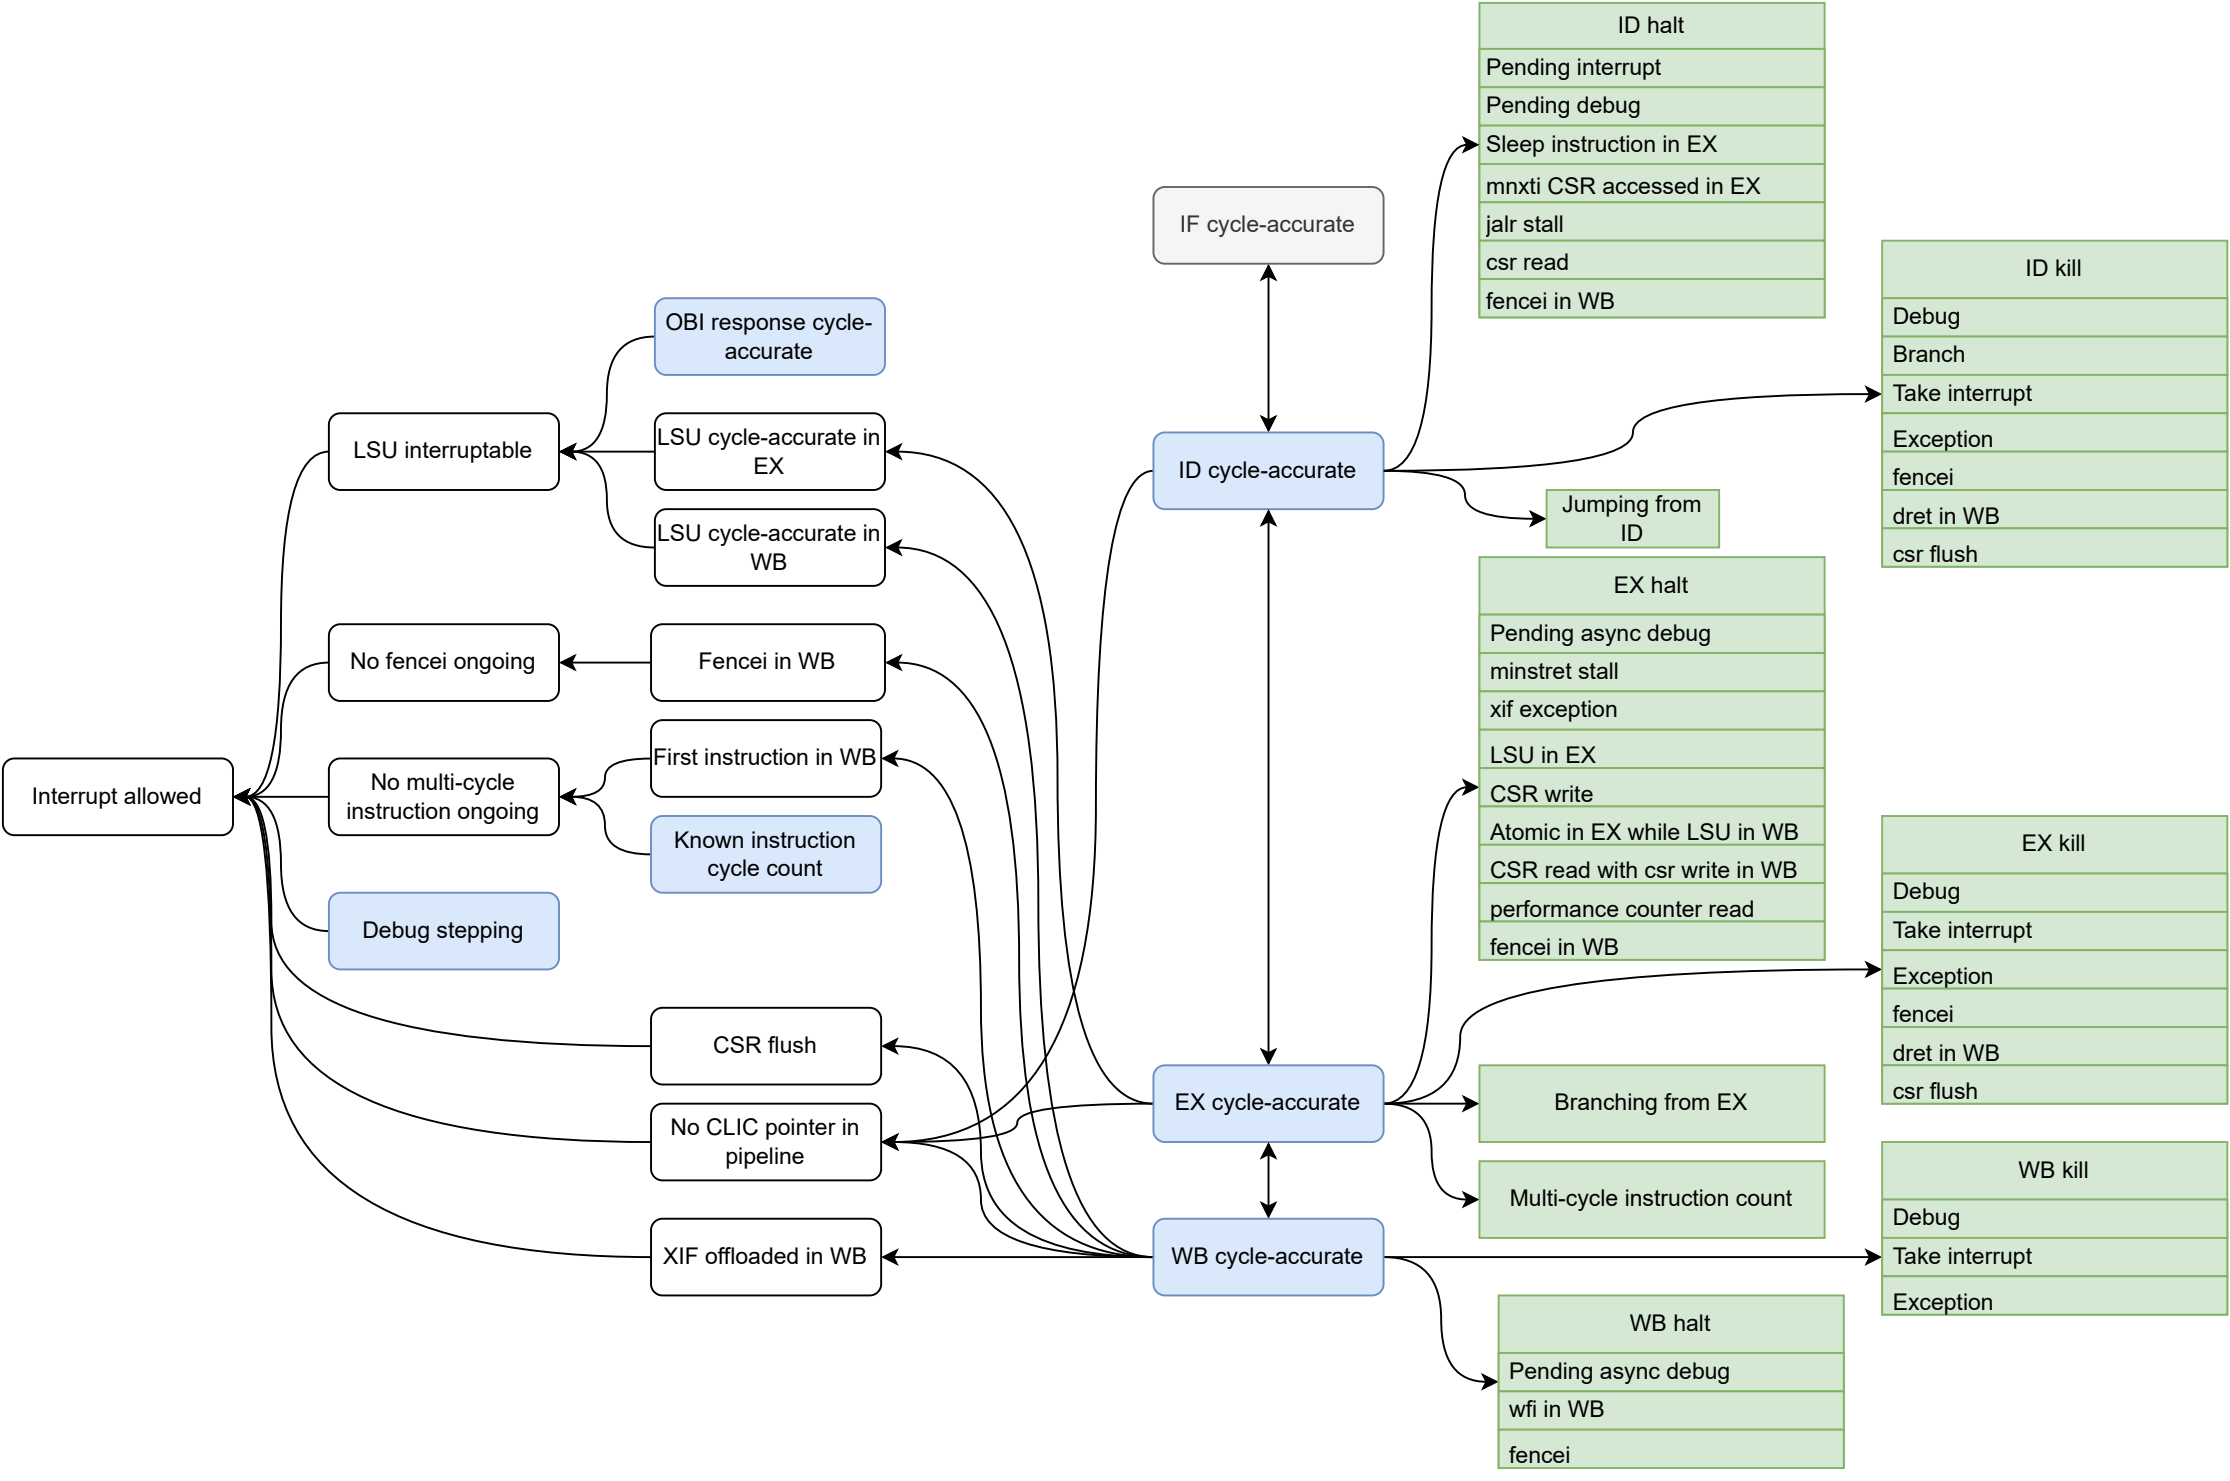 ID halt
Pending interrupt
Pending debug
Sleep instruction in EX
mnxti CSR accessed in EX
jalr stall
csr read
fencei in WB
IF cycle-accurate
ID kill
Debug
Branch
Take interrupt
Exception
fencei
dret in WB
csr flush
OBI response cycle-
accurate
LSU interruptable
LSU cycle-accurate in
EX
LSU cycle-accurate in
WB
ID cycle-accurate
Jumping from
ID
EX halt
Pending async debug
minstret stall
xif exception
LSU in EX
CSR write
Atomic in EX while LSU in WB
CSR read with csr write in WB
performance counter read
fencei in WB
No fencei ongoing
Fencei in WB
First instruction in WB
Interrupt allowed
No multi-cycle
instruction ongoing
Known instruction
cycle count
Debug stepping
EX kill
Debug
Take interrupt
Exception
fencei
dret in WB
csr flush
CSR flush
EX cycle-accurate
Branching from EX
No CLIC pointer in
pipeline
Multi-cycle instruction count
XIF offloaded in WB
WB cycle-accurate
WB kill
Debug
Take interrupt
Exception
WB halt
Pending async debug
wfi in WB
fencei